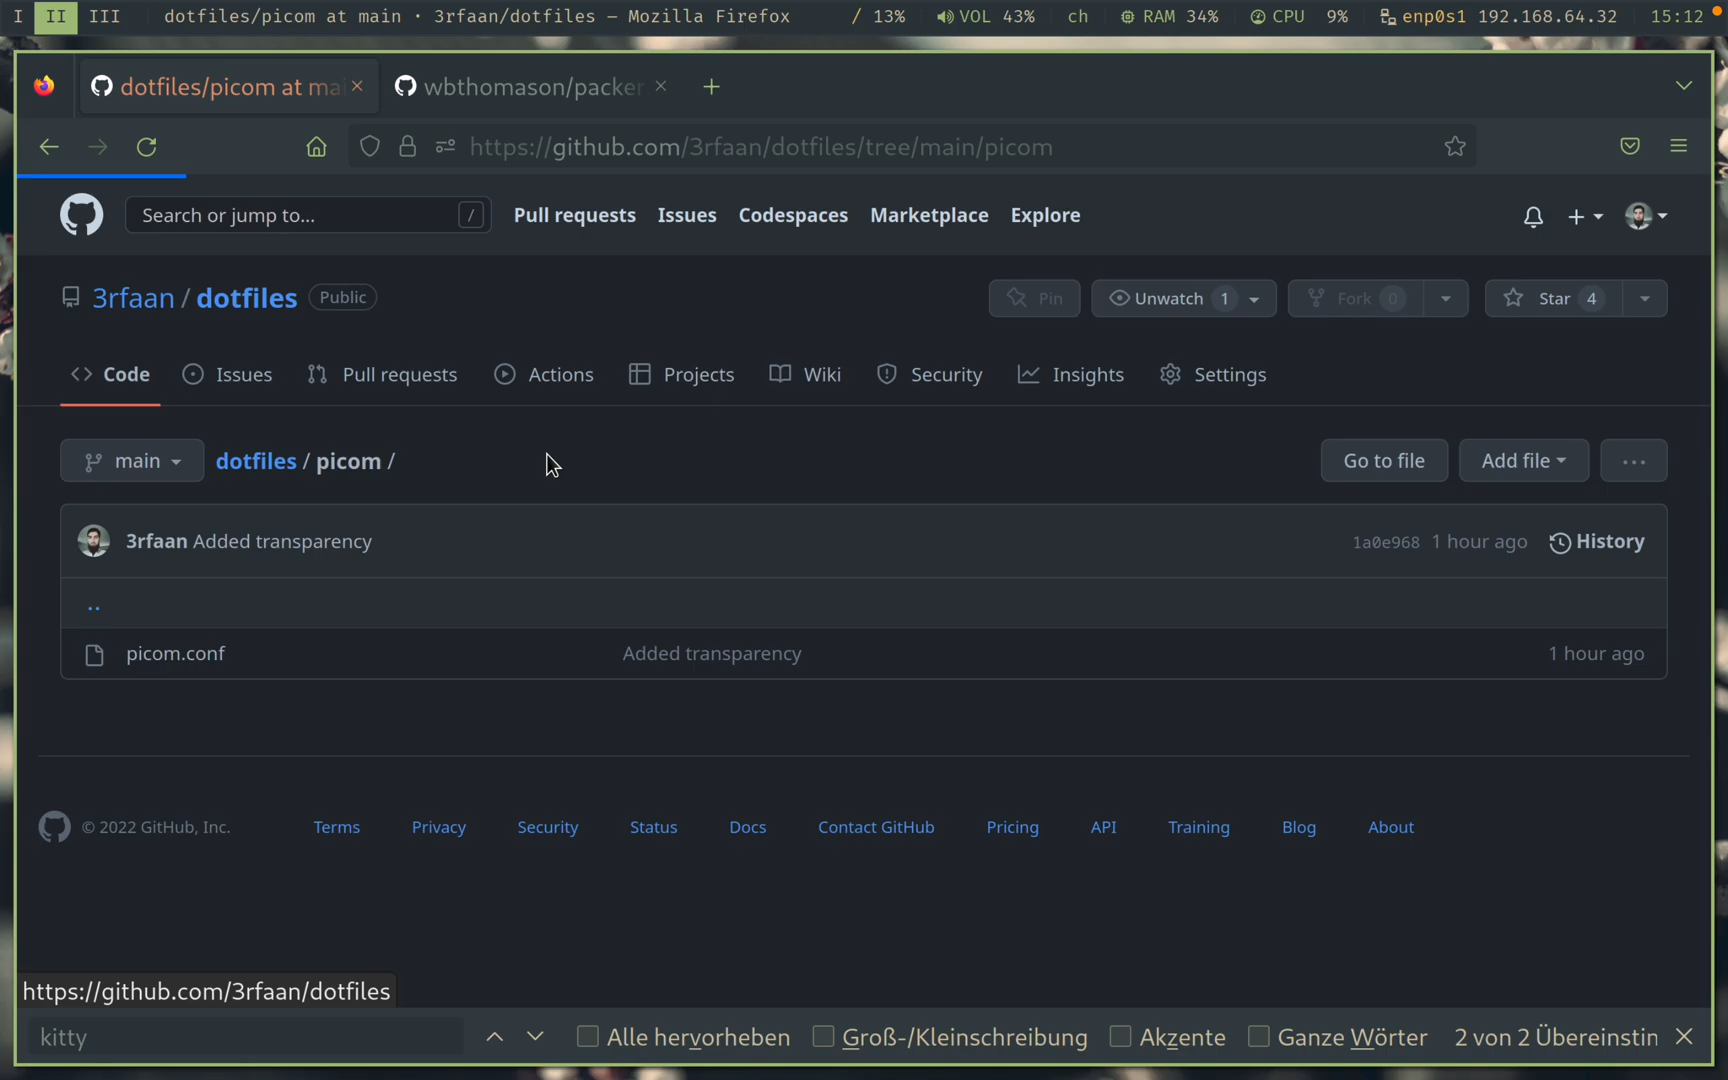 I II III dotfiles/picom at main · 3rfaan/dotfiles — Mozilla Firefox / 13% VOL 43% ch RAM 34% CPU 9% enp0s1 192.168.64.32 15:12
dotfiles/picom at mai × wbthomason/packer. × +
https://github.com/3rfaan/dotfiles/tree/main/picom
Search or jump to... / Pull requests Issues Codespaces Marketplace Explore
3rfaan / dotfiles Public Pin Unwatch 1 Fork 0 Star 4
<> Code Issues Pull requests Actions Projects Wiki Security Insights Settings
main dotfiles / picom / Go to file Add file ...
3rfaan Added transparency 1a0e968 1 hour ago History
..
picom.conf Added transparency 1 hour ago
© 2022 GitHub, Inc. Terms Privacy Security Status Docs Contact GitHub Pricing API Training Blog About
https://github.com/3rfaan/dotfiles
kitty Alle hervorheben Groß-/Kleinschreibung Akzente Ganze Wörter 2 von 2 Übereinstin